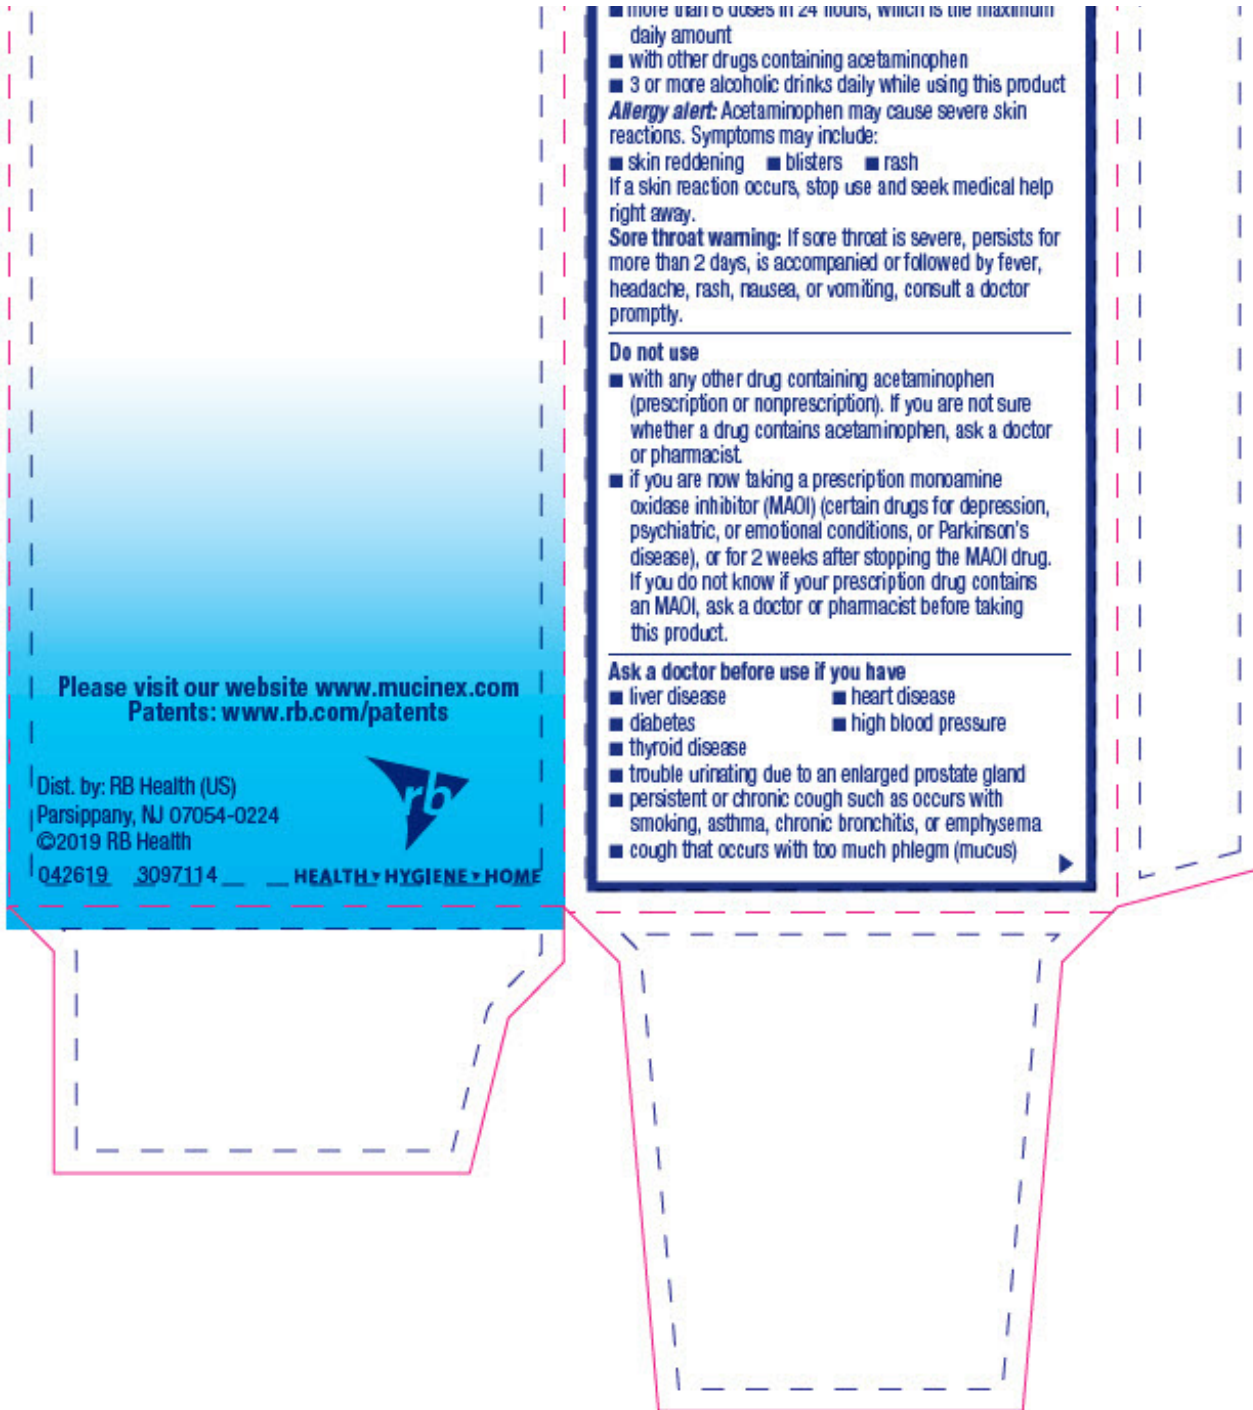 Please visit our website www.mucinex.com
Patents: www.rb.com/patents
rb
Dist. by: RB Health (US)
Parsippany, NJ 07054-0224
©2019 RB Health
042619 3097114
HEALTH▼HYGIENE▼HOME
■ more than 6 doses in 24 hours, which is the maximum
daily amount
■ with other drugs containing acetaminophen
■ 3 or more alcoholic drinks daily while using this product
Allergy alert: Acetaminophen may cause severe skin
reactions. Symptoms may include:
■ skin reddening ■ blisters ■ rash
If a skin reaction occurs, stop use and seek medical help
right away.
Sore throat warning: If sore throat is severe, persists for
more than 2 days, is accompanied or followed by fever,
headache, rash, nausea, or vomiting, consult a doctor
promptly.
Do not use
■ with any other drug containing acetaminophen
(prescription or nonprescription). If you are not sure
whether a drug contains acetaminophen, ask a doctor
or pharmacist.
■ if you are now taking a prescription monoamine
oxidase inhibitor (MAOI) (certain drugs for depression,
psychiatric, or emotional conditions, or Parkinson's
disease), or for 2 weeks after stopping the MAOI drug.
If you do not know if your prescription drug contains
an MAOI, ask a doctor or pharmacist before taking
this product.
Ask a doctor before use if you have
■ liver disease ■ heart disease
■ diabetes ■ high blood pressure
■ thyroid disease
■ trouble urinating due to an enlarged prostate gland
■ persistent or chronic cough such as occurs with
smoking, asthma, chronic bronchitis, or emphysema
■ cough that occurs with too much phlegm (mucus)